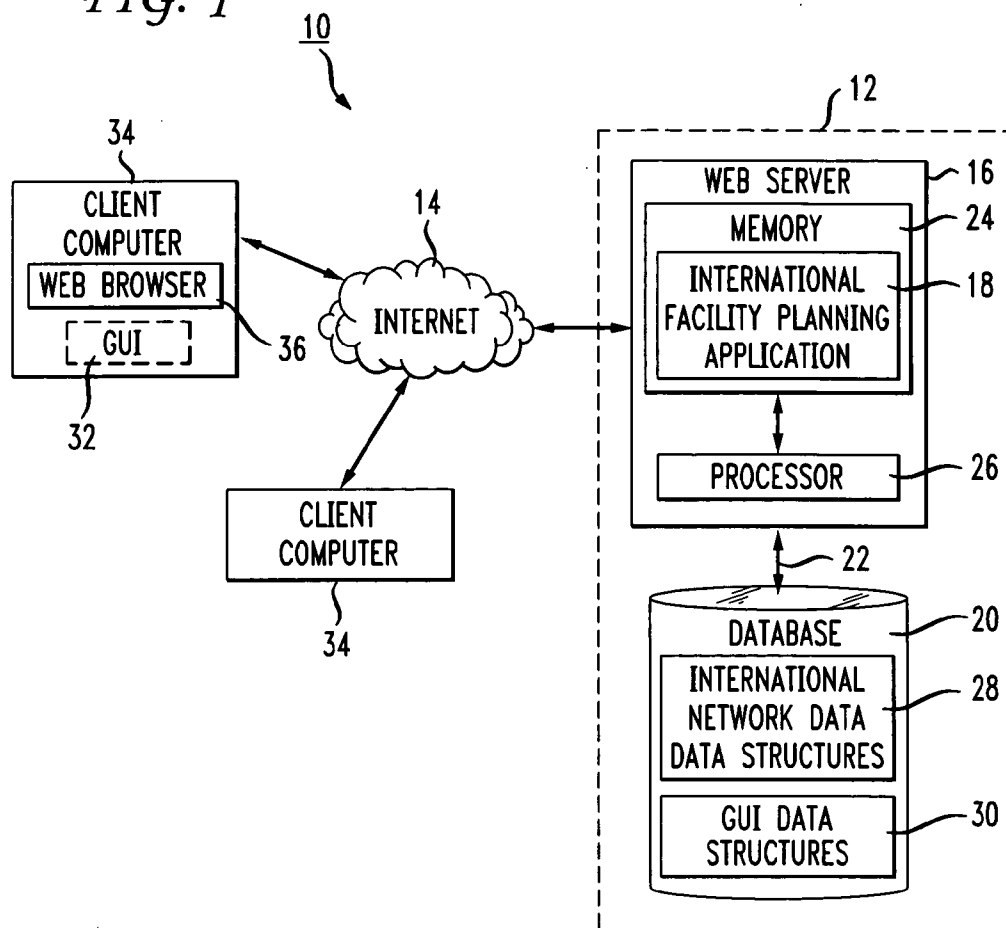 FIG. 1
10
12
34
CLIENT
COMPUTER
WEB BROWSER
GUI
36
32
14
INTERNET
CLIENT
COMPUTER
34
WEB SERVER
16
MEMORY
24
INTERNATIONAL
FACILITY PLANNING
APPLICATION
18
PROCESSOR
26
22
DATABASE
20
INTERNATIONAL
NETWORK DATA
DATA STRUCTURES
28
GUI DATA
STRUCTURES
30